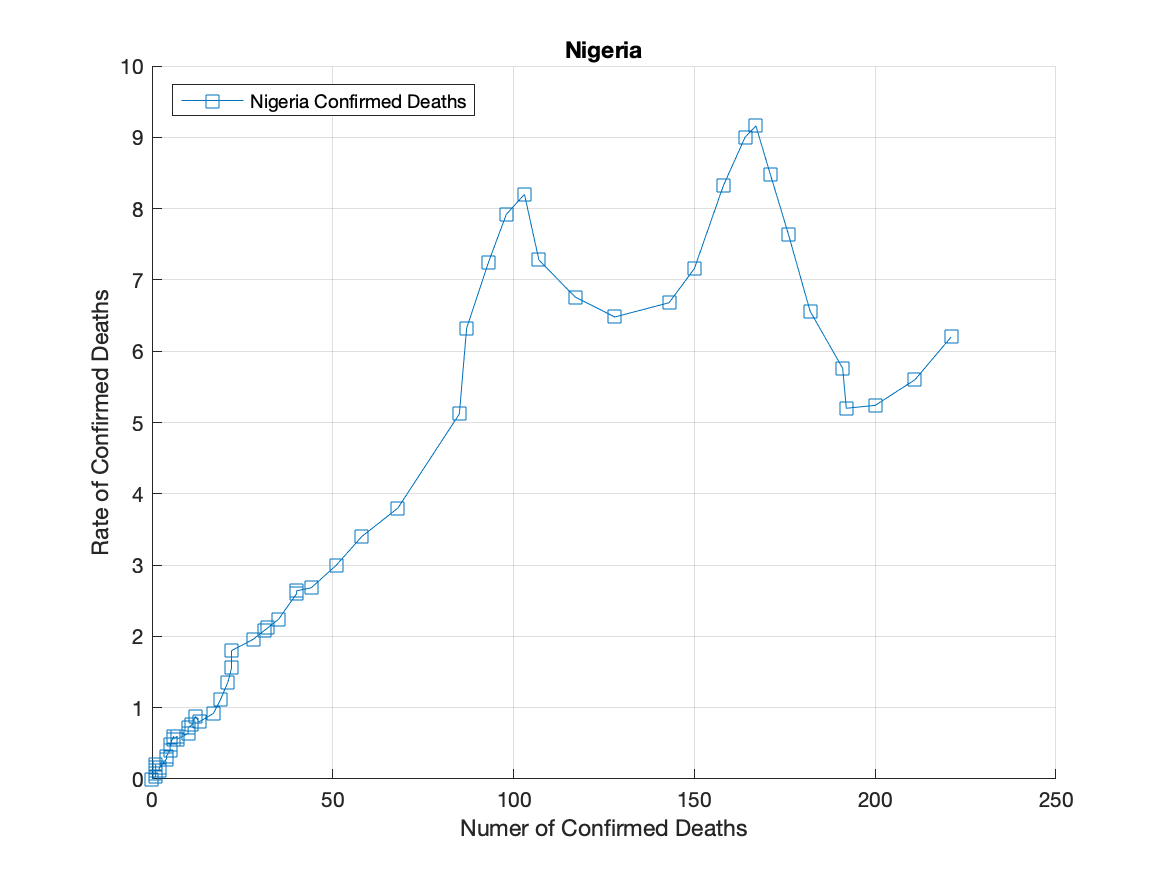 Nigeria
Nigeria Confirmed Deaths
10
9
8
7
6
5
4
3
2
1
0
Rate of Confirmed Deaths
0 50 100 150 200 250
Numer of Confirmed Deaths